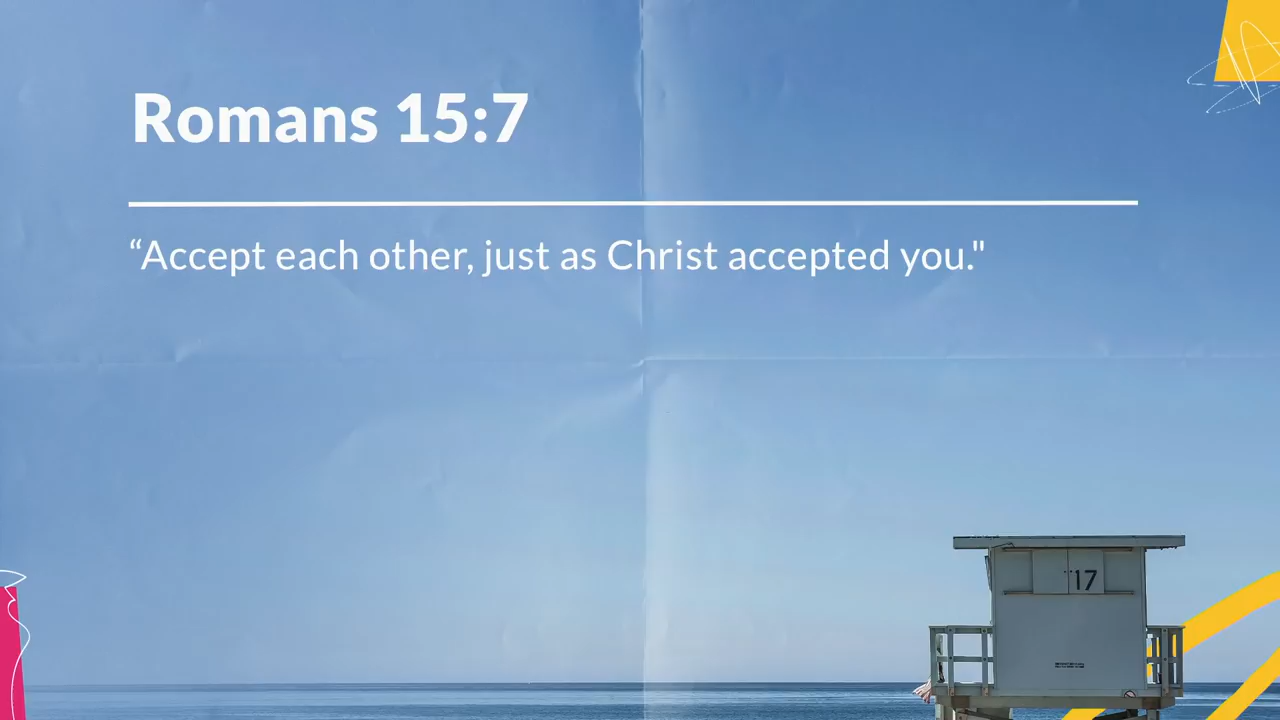 Romans 15:7
“Accept each other, just as Christ accepted you."
17